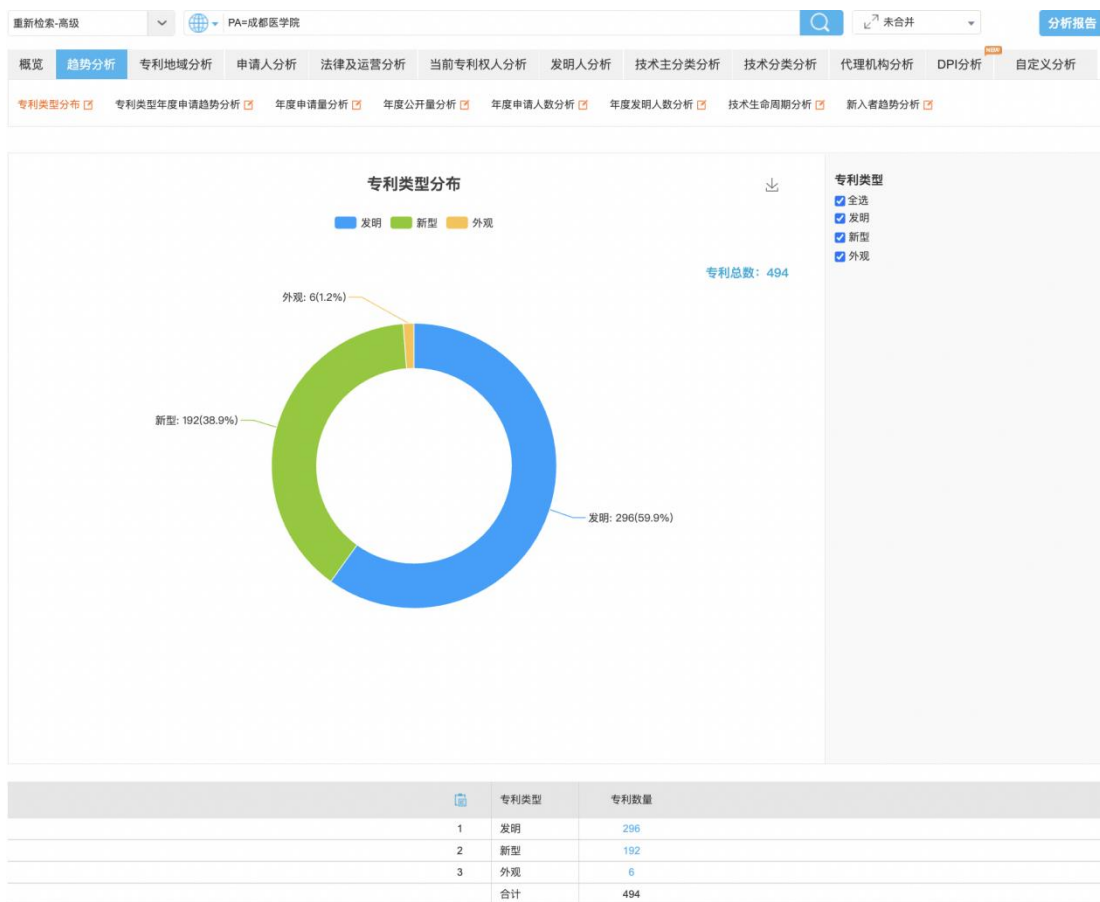 重新检索-高级 PA=成都医学院 未合并 分析报告
NEW
概览 趋势分析 专利地域分析 申请人分析 法律及运营分析 当前专利权人分析 发明人分析 技术主分类分析 技术分类分析 代理机构分析 DPI分析 自定义分析
专利类型分布 专利类型年度申请趋势分析 年度申请量分析 年度公开量分析 年度申请人数分析 年度发明人数分析 技术生命周期分析 新入者趋势分析
专利类型分布
发明 新型 外观
专利总数：494
外观: 6(1.2%)
新型: 192(38.9%)
发明: 296(59.9%)
专利类型
全选
发明
新型
外观
专利类型 专利数量
1 发明 296
2 新型 192
3 外观 6
合计 494